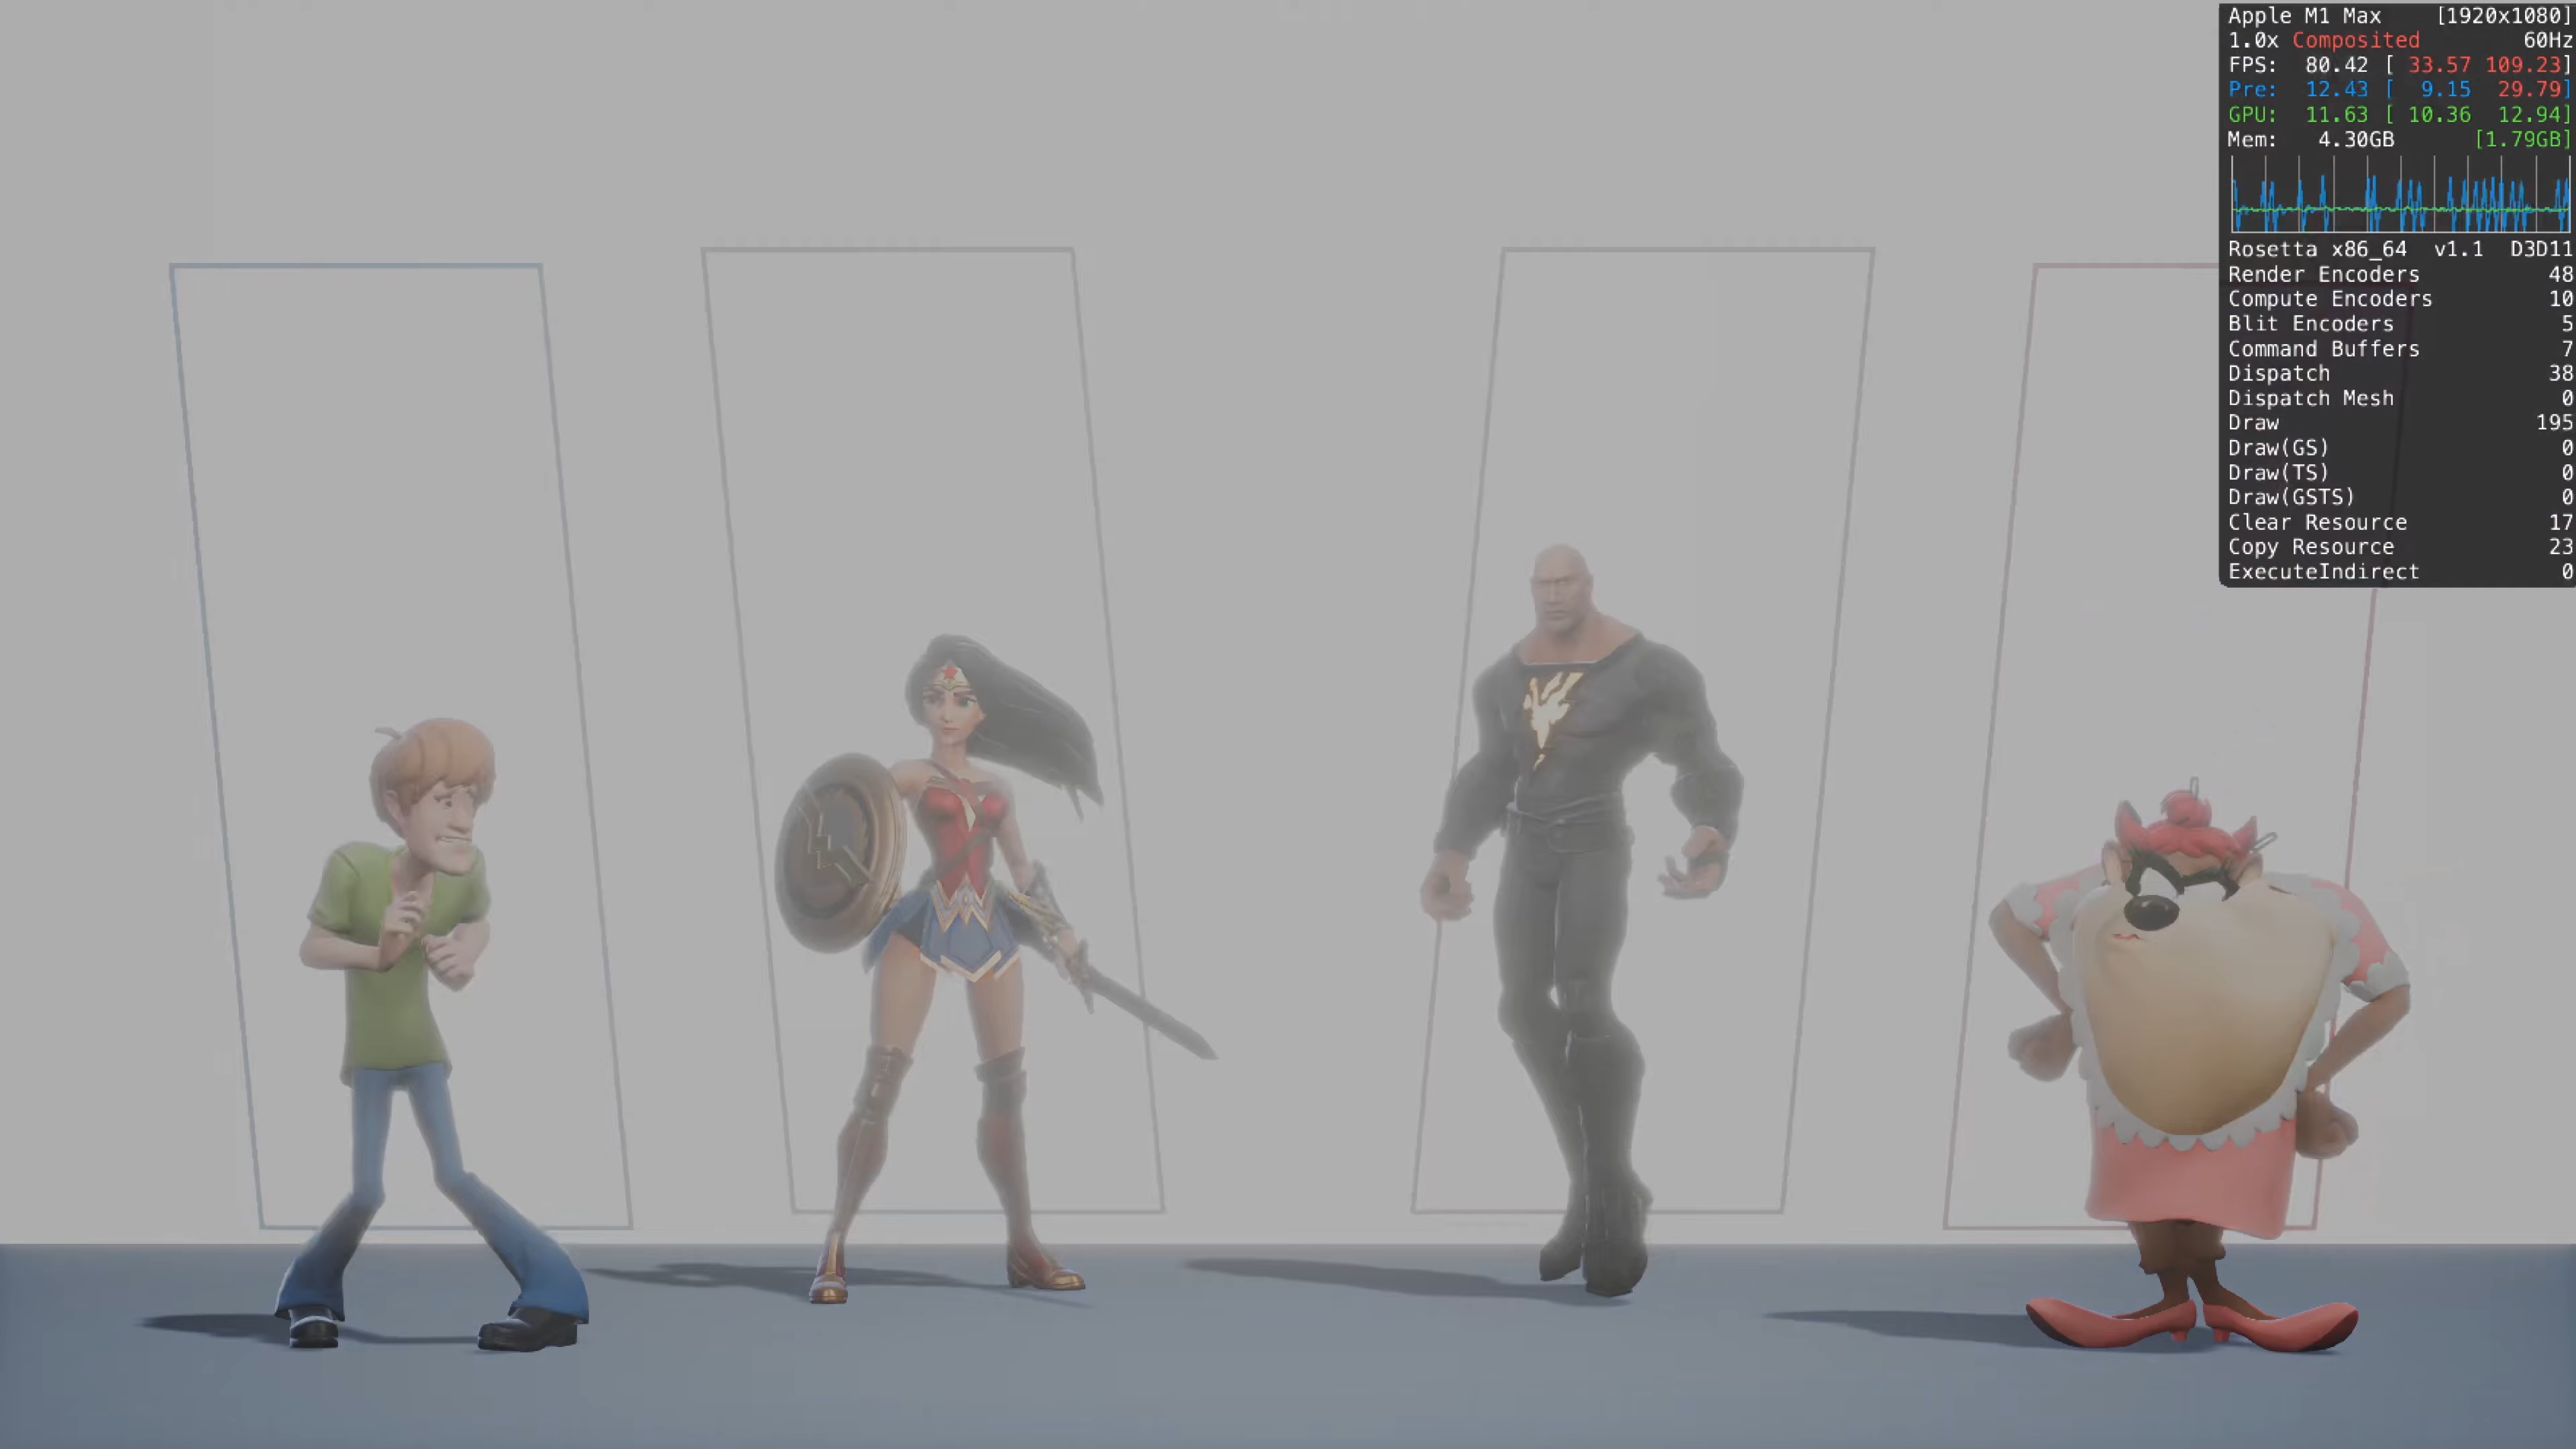 Apple M1 Max [1920x1080]
1.0x Composited 60Hz
FPS: 80.42 [ 33.57 109.23]
Pre: 12.43 [ 9.15 29.79]
GPU: 11.63 [ 10.36 12.94]
Mem: 4.30GB [1.79GB]
Rosetta x86_64 v1.1 D3D11
Render Encoders 48
Compute Encoders 10
Blit Encoders 5
Command Buffers 7
Dispatch 38
Dispatch Mesh 0
Draw 195
Draw(GS) 0
Draw(TS) 0
Draw(GSTS) 0
Clear Resource 17
Copy Resource 23
ExecuteIndirect 0